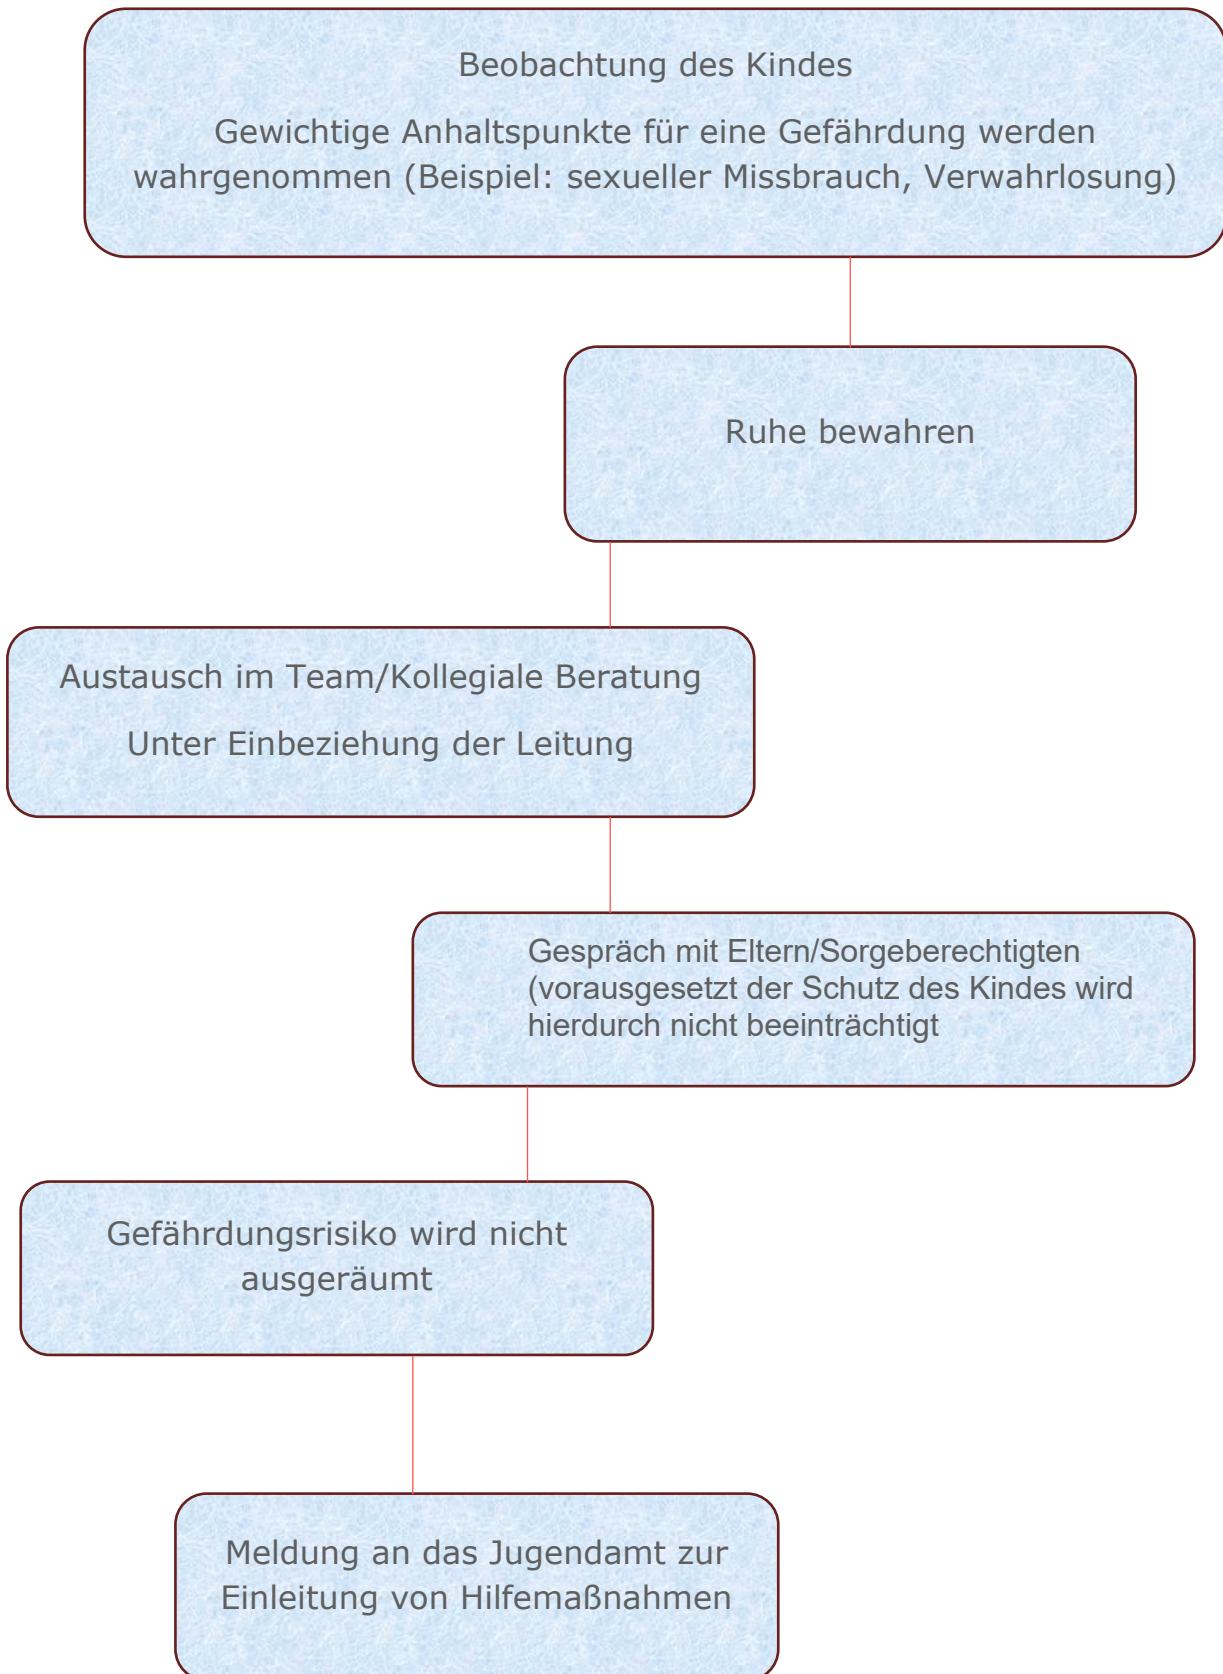 Beobachtung des Kindes
Gewichtige Anhaltspunkte für eine Gefährdung werden
wahrgenommen (Beispiel: sexueller Missbrauch, Verwahrlosung)
Ruhe bewahren
Austausch im Team/Kollegiale Beratung
Unter Einbeziehung der Leitung
Gespräch mit Eltern/Sorgeberechtigten
(vorausgesetzt der Schutz des Kindes wird
hierdurch nicht beeinträchtigt
Gefährdungsrisiko wird nicht
ausgeräumt
Meldung an das Jugendamt zur
Einleitung von Hilfemaßnahmen